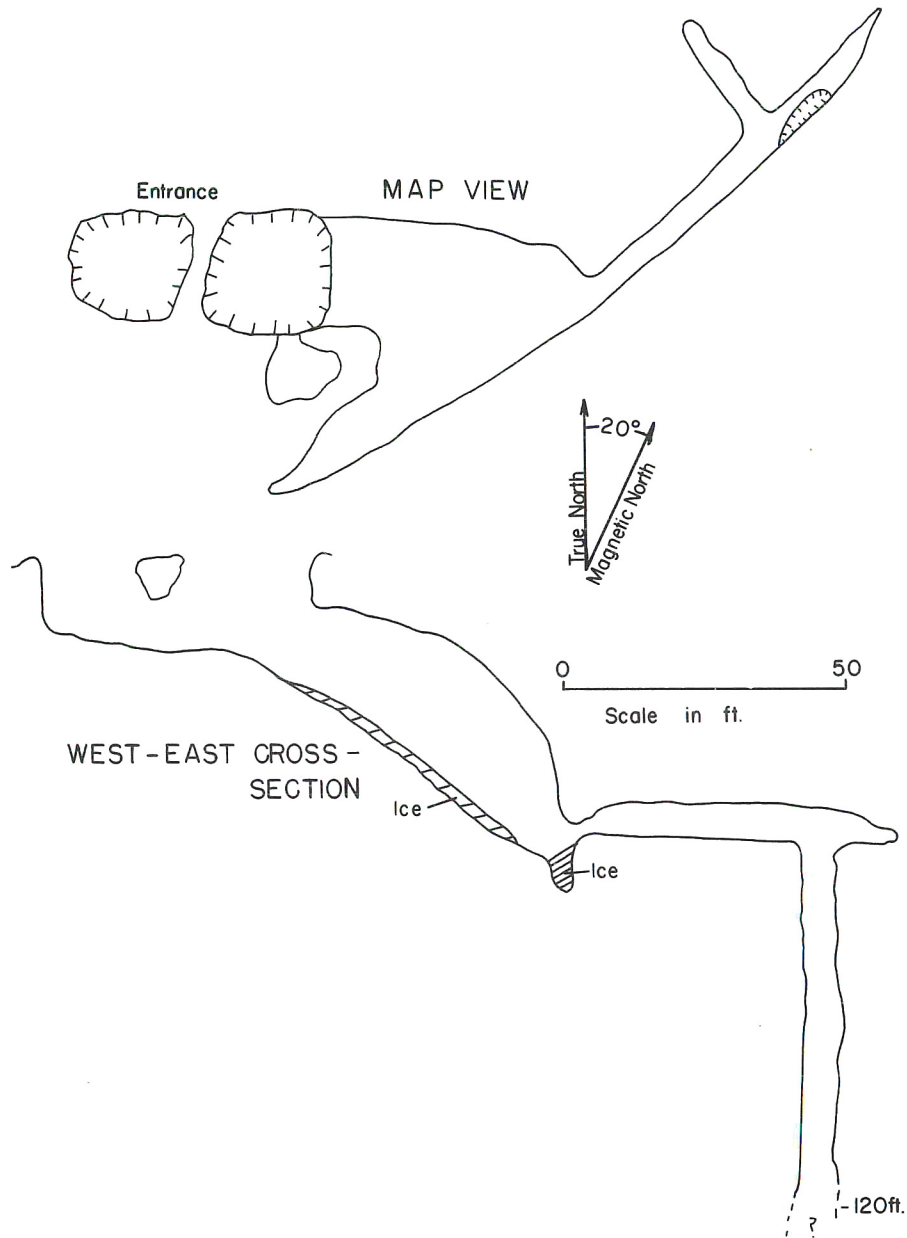 Entrance
MAP VIEW
20°
True North
Magnetic North
0 50
Scale in ft.
WEST-EAST CROSS-
SECTION
Ice
Ice
-120ft.
?